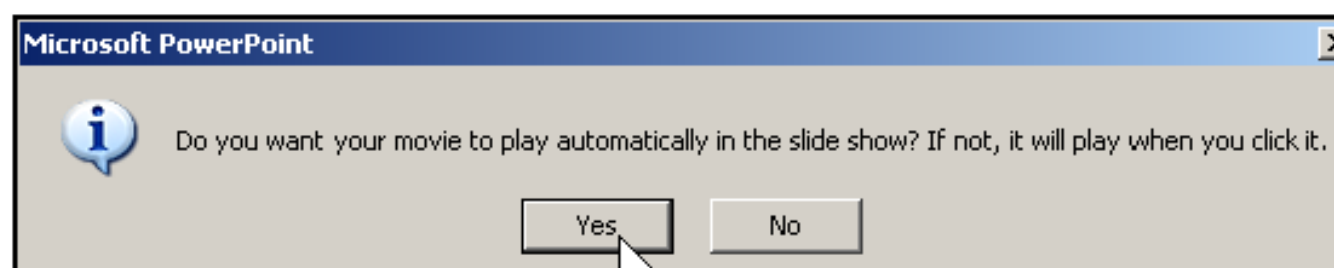 Microsoft PowerPoint
Do you want your movie to play automatically in the slide show? If not, it will play when you click it.
Yes
No